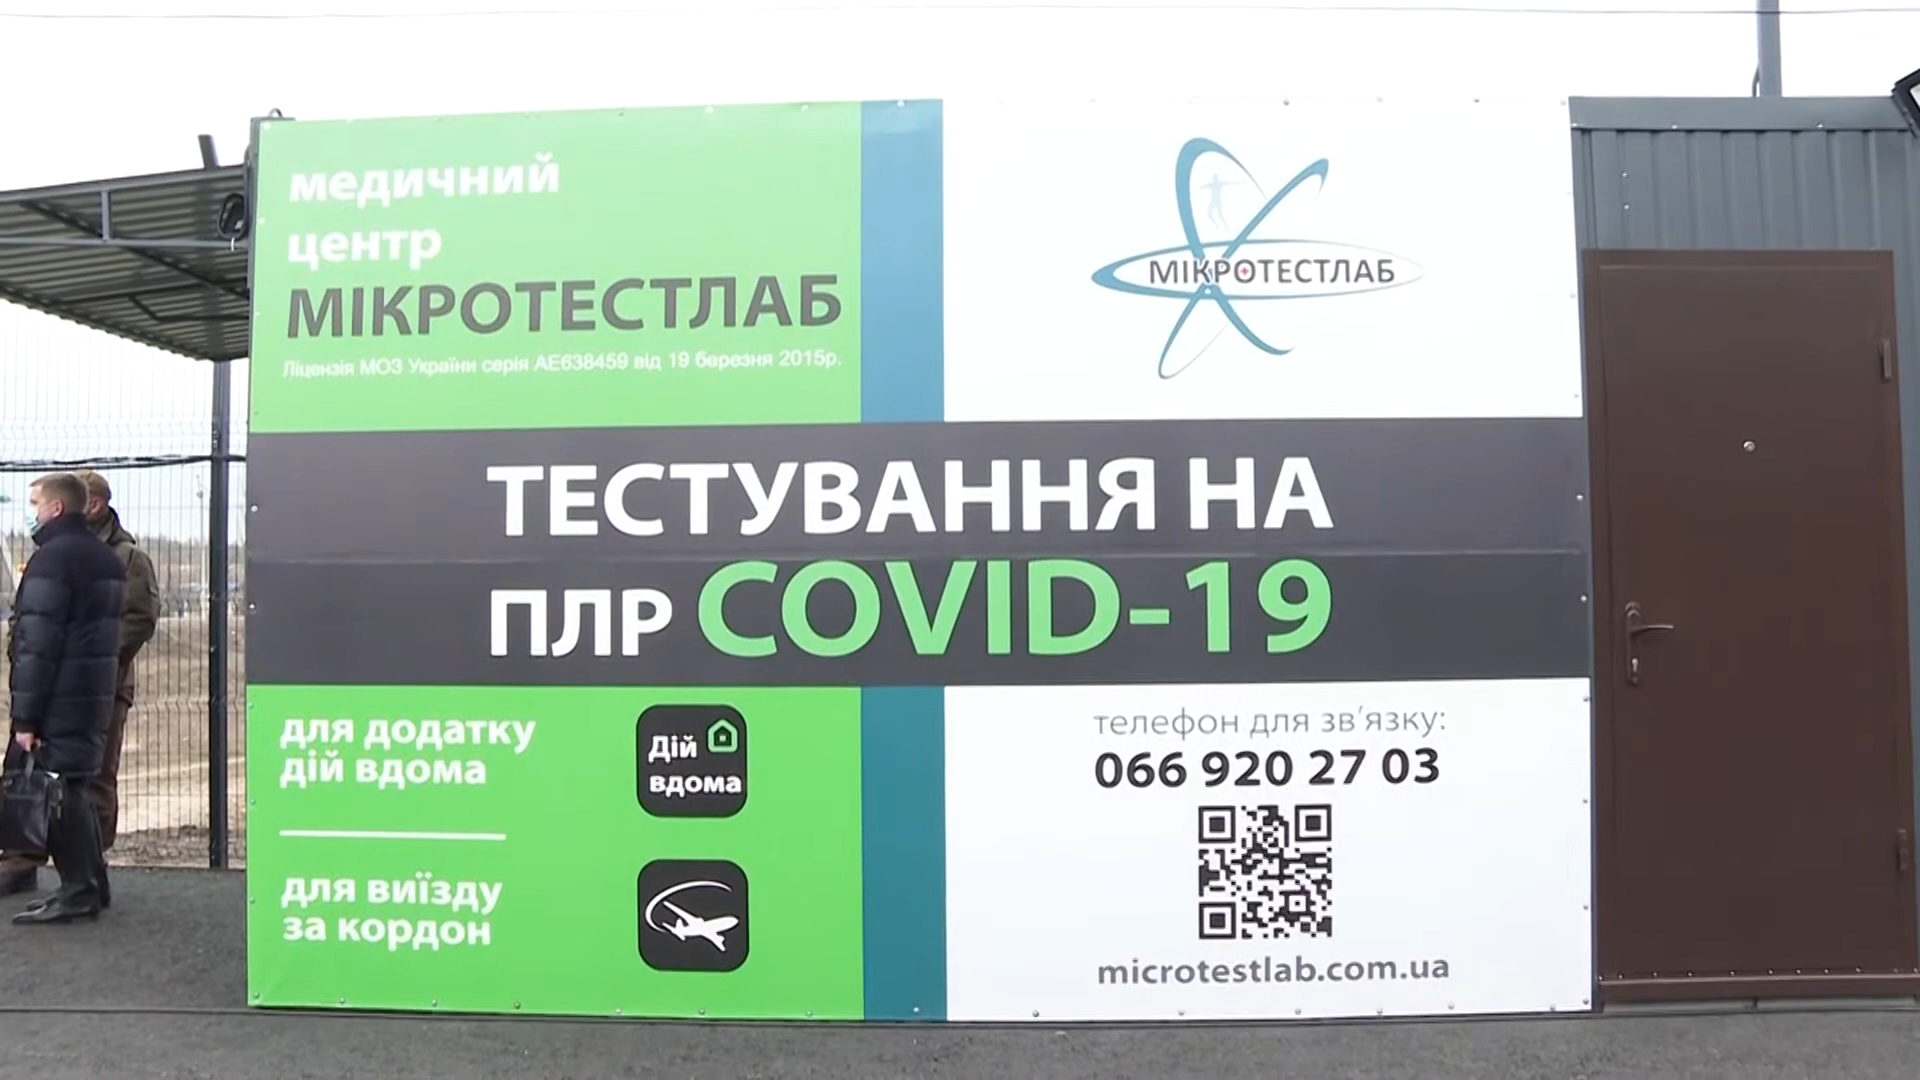 медичний
центр
МІКРОТЕСТЛАБ
Ліцензія МОЗ України серія АЕ638459 від 19 березня 2015р.
МІКРОТЕСТЛАБ
ТЕСТУВАННЯ НА
ПЛР COVID-19
для додатку
дій вдома
Дій
вдома
для виїзду
за кордон
телефон для зв'язку:
066 920 27 03
microtestlab.com.ua